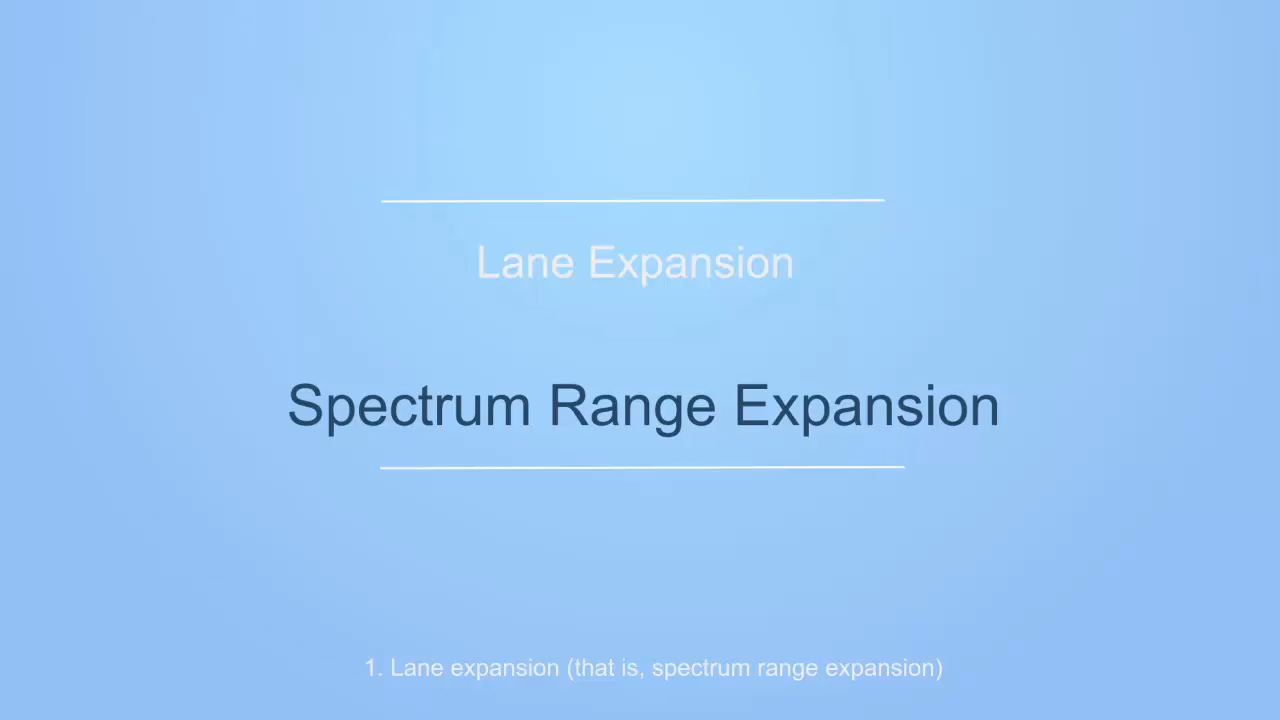 Lane Expansion
Spectrum Range Expansion
1. Lane expansion (that is, spectrum range expansion)